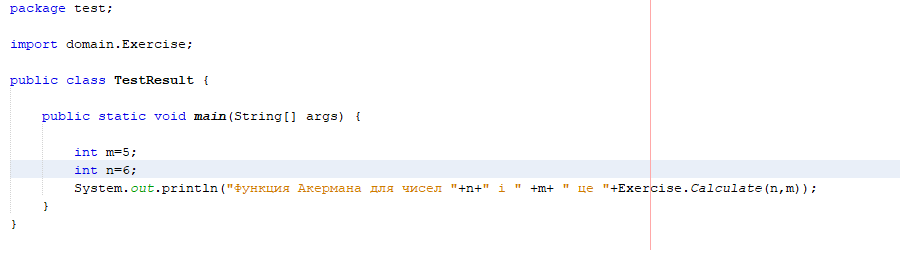 package test;
import domain.Exercise;
public class TestResult {
public static void main(String[] args) {
int m=5;
int n=6;
System.out.println("Функция Акермана для чисел "+n+" і " +m+ " це "+Exercise.Calculate(n,m));
}
}